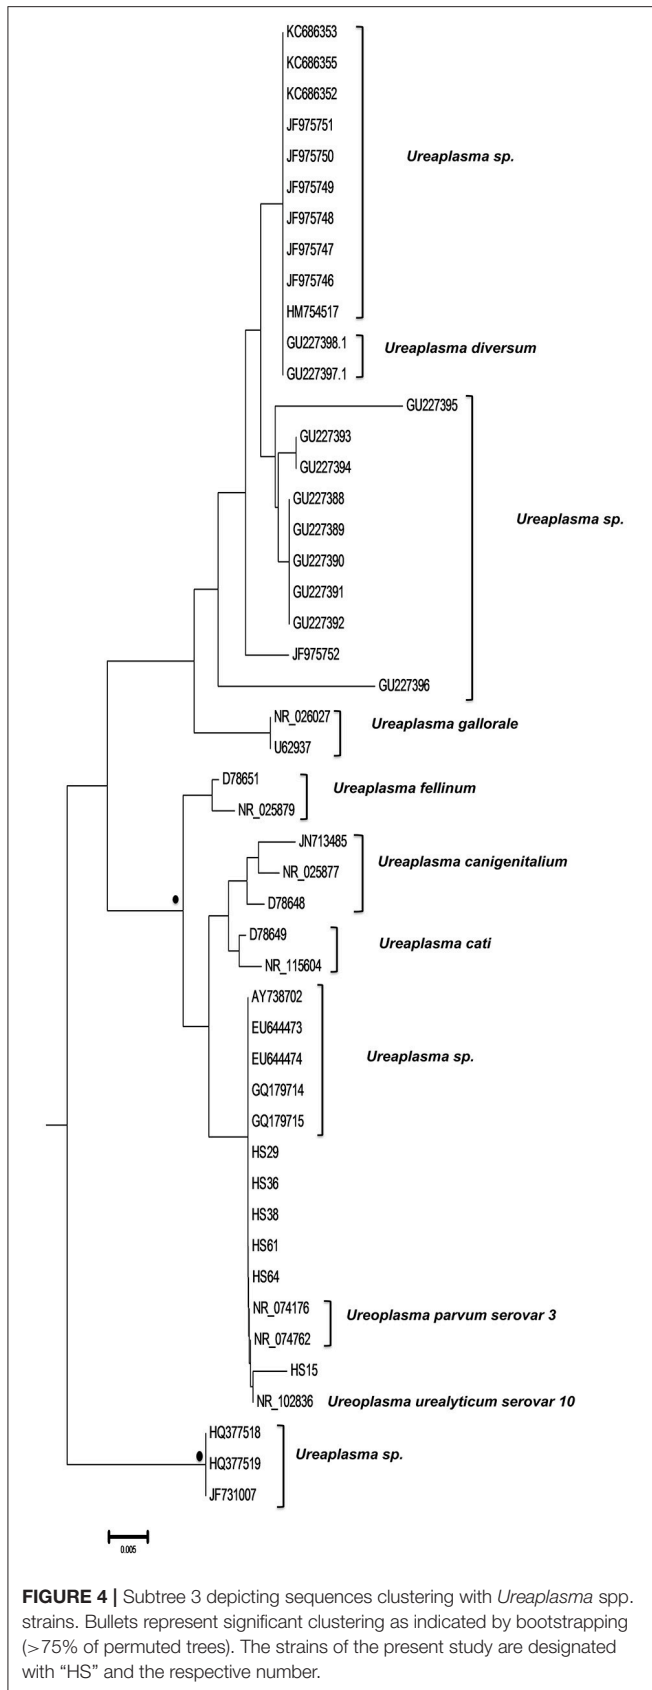 KC686353
KC686355
KC686352
JF975751
JF975750
JF975749
JF975748
JF975747
JF975746
HM754517
Ureaplasma sp.
GU227398.1
GU227397.1
Ureaplasma diversum
GU227395
GU227393
GU227394
GU227388
GU227389
GU227390
GU227391
GU227392
JF975752
GU227396
Ureaplasma sp.
NR_026027
U62937
Ureaplasma gallorale
D78651
NR_025879
Ureaplasma fellinum
JN713485
NR_025877
D78648
Ureaplasma canigenitalium
D78649
NR_115604
Ureaplasma cati
AY738702
EU644473
EU644474
GQ179714
GQ179715
Ureaplasma sp.
HS29
HS36
HS38
HS61
HS64
NR_074176
NR_074762
Ureoplasma parvum serovar 3
HS15
NR_102836 Ureoplasma urealyticum serovar 10
HQ377518
HQ377519
JF731007
Ureaplasma sp.
0.005
FIGURE 4 | Subtree 3 depicting sequences clustering with Ureaplasma spp.
strains. Bullets represent significant clustering as indicated by bootstrapping
(>75% of permuted trees). The strains of the present study are designated
with “HS” and the respective number.